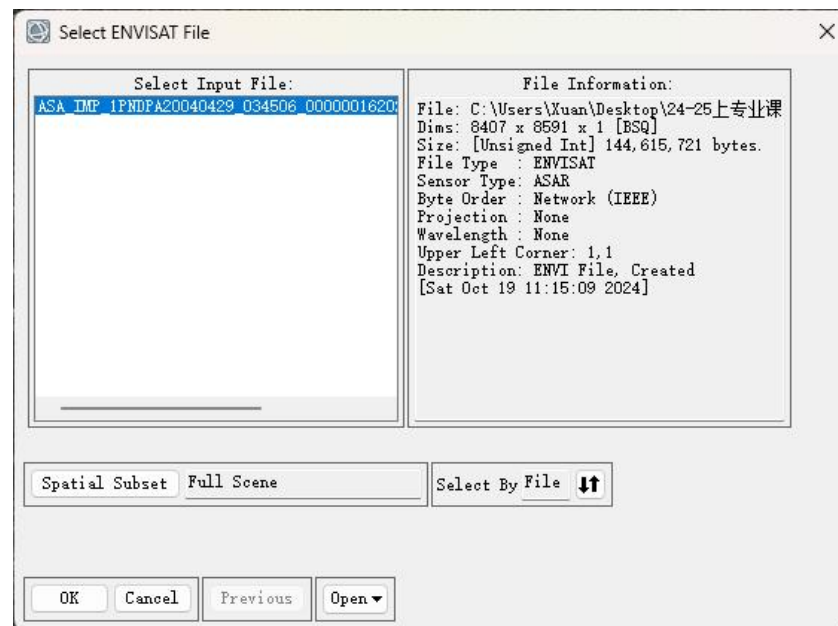 Select ENVISAT File
Select Input File:
ASA_IMP_1PNDPA20040429_034506_0000001620
File Information:
File: C:\Users\Xuan\Desktop\24-25上专业课
Dims: 8407 x 8591 x 1 [BSQ]
Size: [Unsigned Int] 144,615,721 bytes.
File Type : ENVISAT
Sensor Type: ASAR
Byte Order : Network (IEEE)
Projection : None
Wavelength : None
Upper Left Corner: 1,1
Description: ENVI File, Created
[Sat Oct 19 11:15:09 2024]
Spatial Subset Full Scene
Select By File
OK Cancel Previous Open